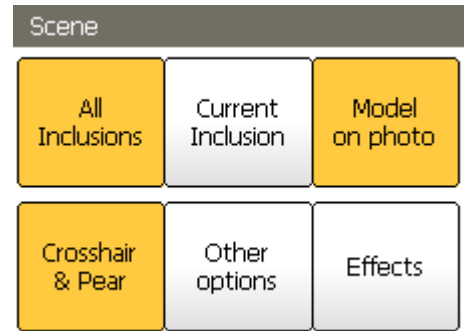 Scene
All
Inclusions
Current
Inclusion
Model
on photo
Crosshair
& Pear
Other
options
Effects